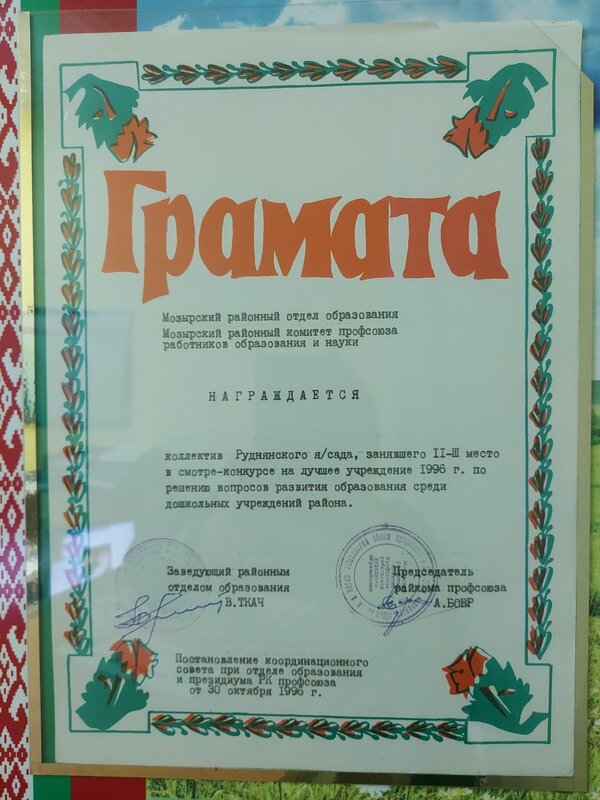 Грамата
Мозырский районный отдел образования
Мозырский районный комитет профсоюза
работников образования и науки
НАГРАЖДАЕТСЯ
коллектив Руднянского я/сада, занявшего II-III место
в смотре-конкурсе на лучшее учреждение 1996 г. по
решению вопросов развития образования среди
дошкольных учреждений района.
Заведующий районным
отделом образования
В.ТКАЧ
Председатель
райкома профсоюза
А.БОБР
Постановление координационного
совета при отделе образования
и президиума РК профсоюза
от 30 октября 1996 г.